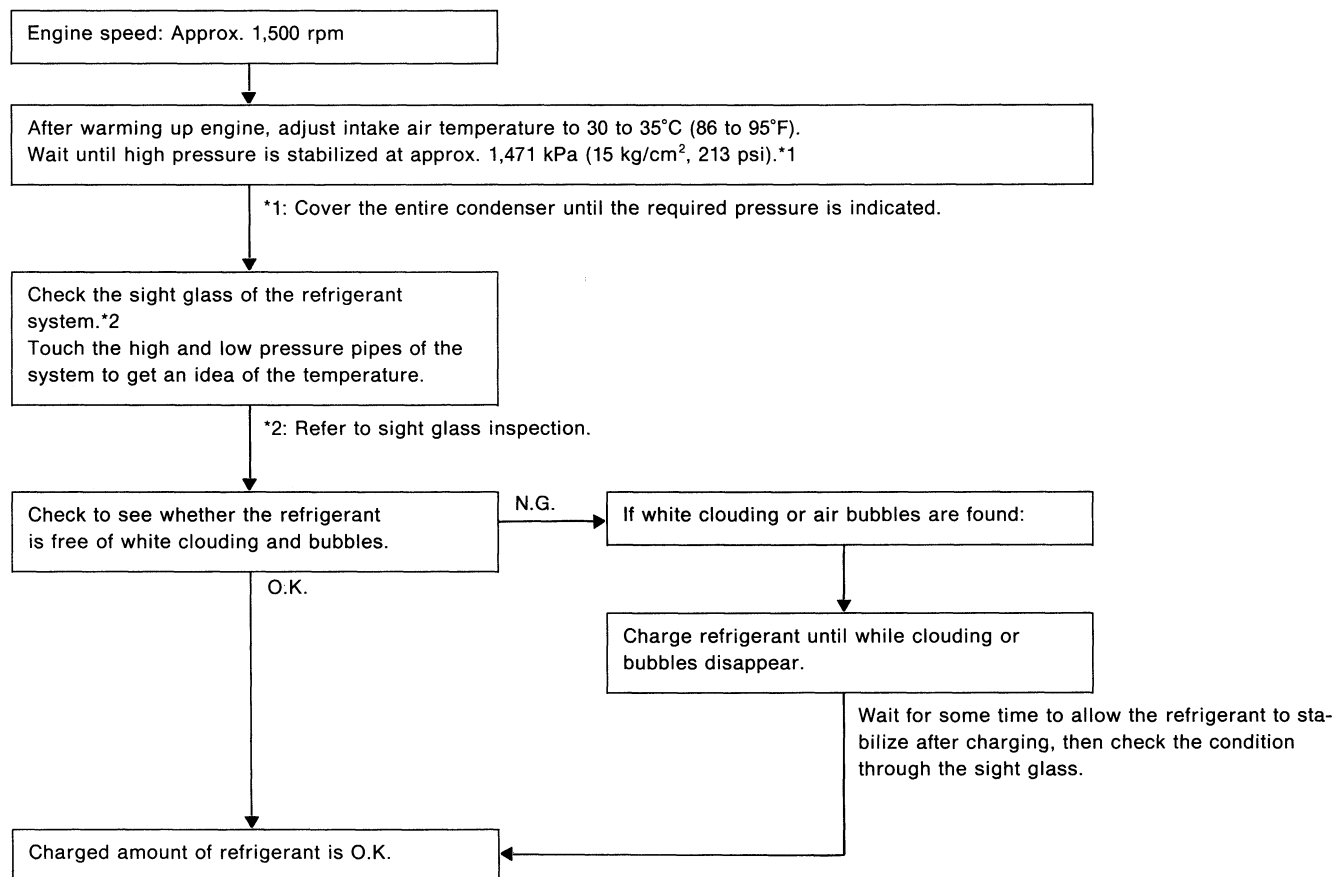 Engine speed: Approx. 1,500 rpm
After warming up engine, adjust intake air temperature to 30 to 35°C (86 to 95°F).
Wait until high pressure is stabilized at approx. 1,471 kPa (15 kg/cm², 213 psi).*1
*1: Cover the entire condenser until the required pressure is indicated.
Check the sight glass of the refrigerant
system.*2
Touch the high and low pressure pipes of the
system to get an idea of the temperature.
*2: Refer to sight glass inspection.
Check to see whether the refrigerant
is free of white clouding and bubbles.
N.G.
If white clouding or air bubbles are found:
O.K.
Charge refrigerant until while clouding or
bubbles disappear.
Wait for some time to allow the refrigerant to sta-
bilize after charging, then check the condition
through the sight glass.
Charged amount of refrigerant is O.K.